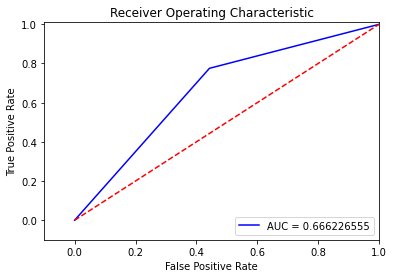 Receiver Operating Characteristic
True Positive Rate
1.0
0.8
0.6
0.4
0.2
0.0
AUC = 0.666226555
0.0 0.2 0.4 0.6 0.8 1.0
False Positive Rate